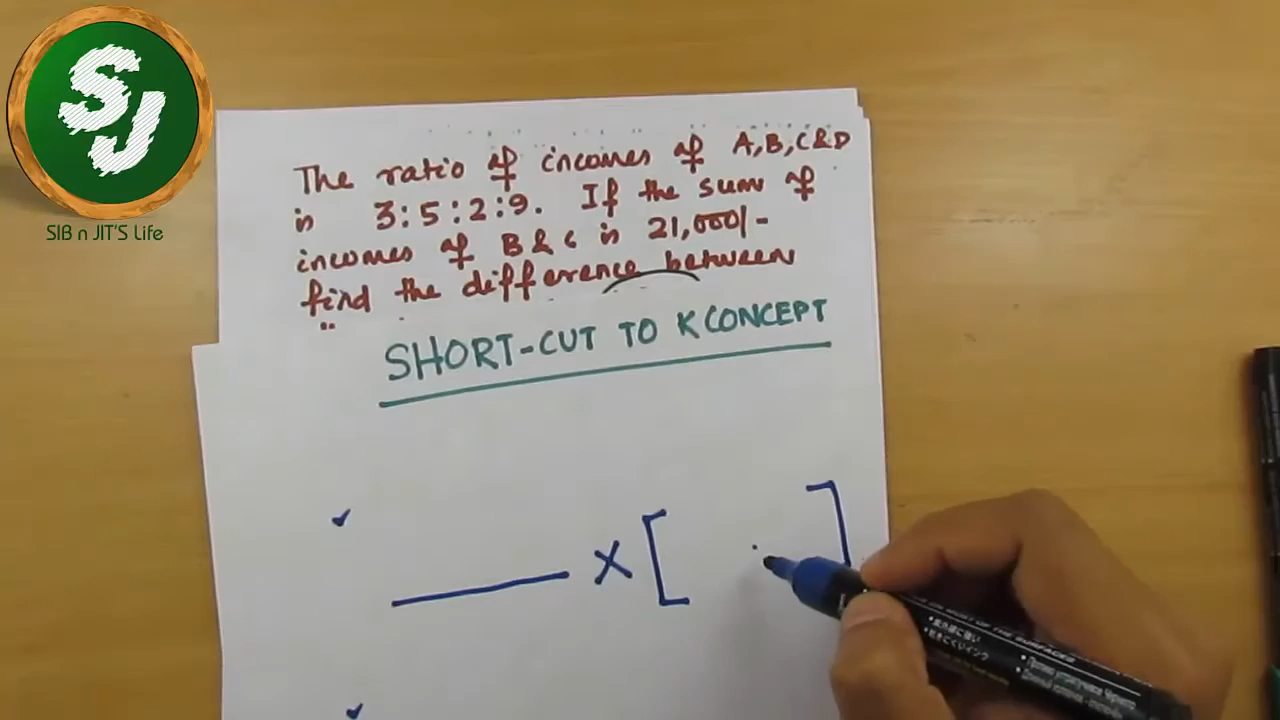 SJ
SIB n JIT'S Life
The ratio of incomes of A,B,C&D
is 3:5:2:9. If the sum of
incomes of B & C is 21,000/-
find the difference between
SHORT-CUT TO K CONCEPT
✓ ____ × [ ]
✓